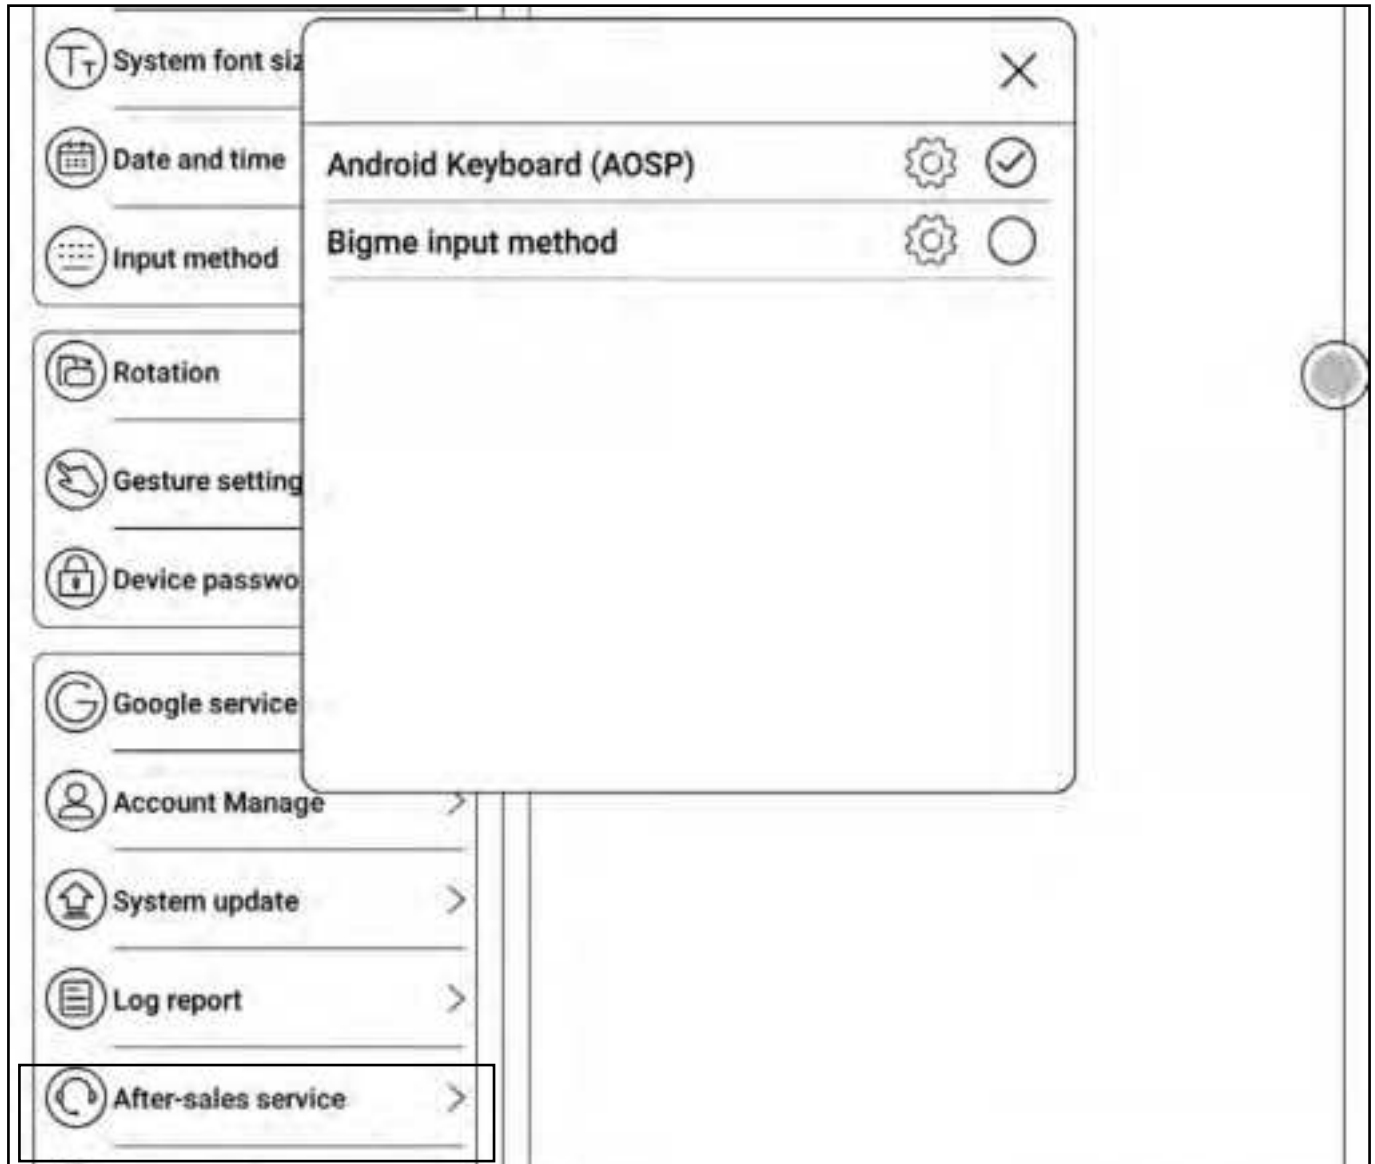 System font siz
Date and time
Input method
Android Keyboard (AOSP)
Bigme input method
Rotation
Gesture setting
Device passwo
Google service
Account Manage
System update
Log report
After-sales service